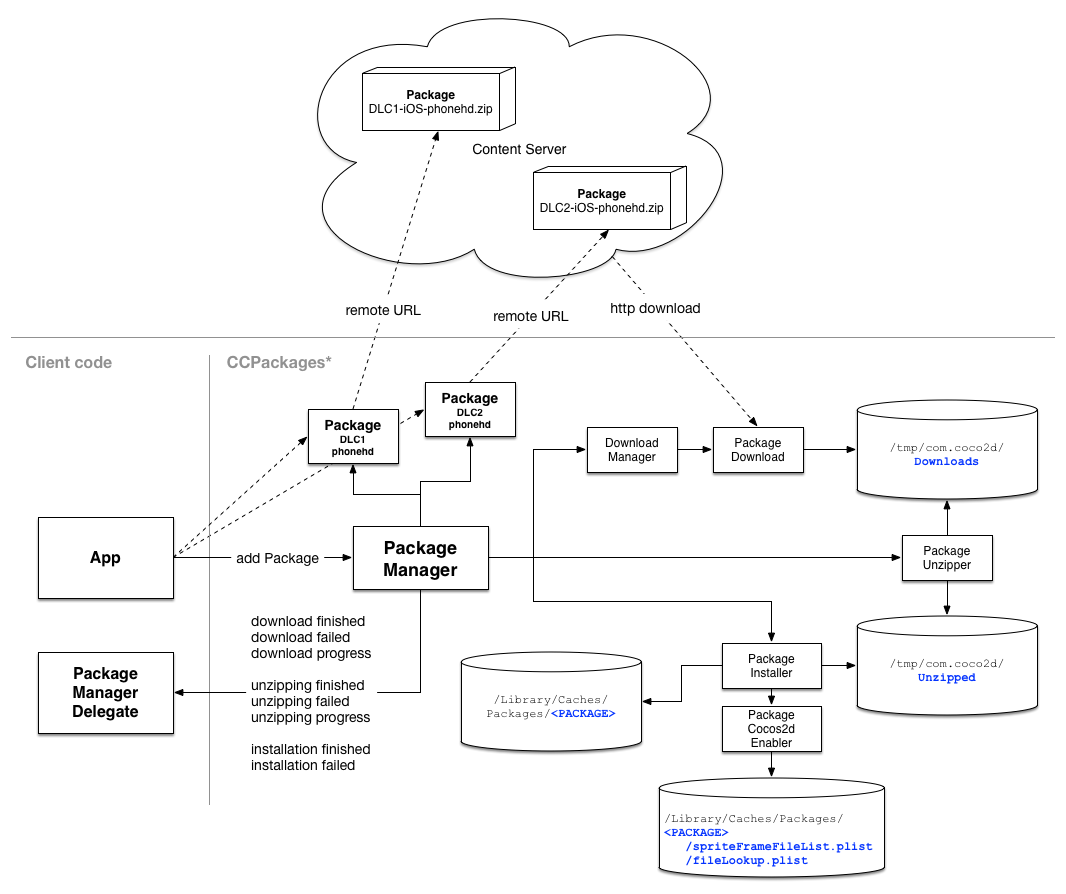 Package
DLC1-iOS-phonehd.zip
Content Server
Package
DLC2-iOS-phonehd.zip
remote URL
remote URL
http download
Client code
CCPackages*
Package
DLC1
phonehd
Package
DLC2
phonehd
Download
Manager
Package
Download
/tmp/com.coco2d/
Downloads
App
add Package
Package
Manager
Package
Unzipper
download finished
download failed
download progress
unzipping finished
unzipping failed
unzipping progress
installation finished
installation failed
Package
Manager
Delegate
/Library/Caches/
Packages/<PACKAGE>
Package
Installer
/tmp/com.coco2d/
Unzipped
Package
Cocos2d
Enabler
/Library/Caches/Packages/
<PACKAGE>
/spriteFrameFileList.plist
/fileLookup.plist